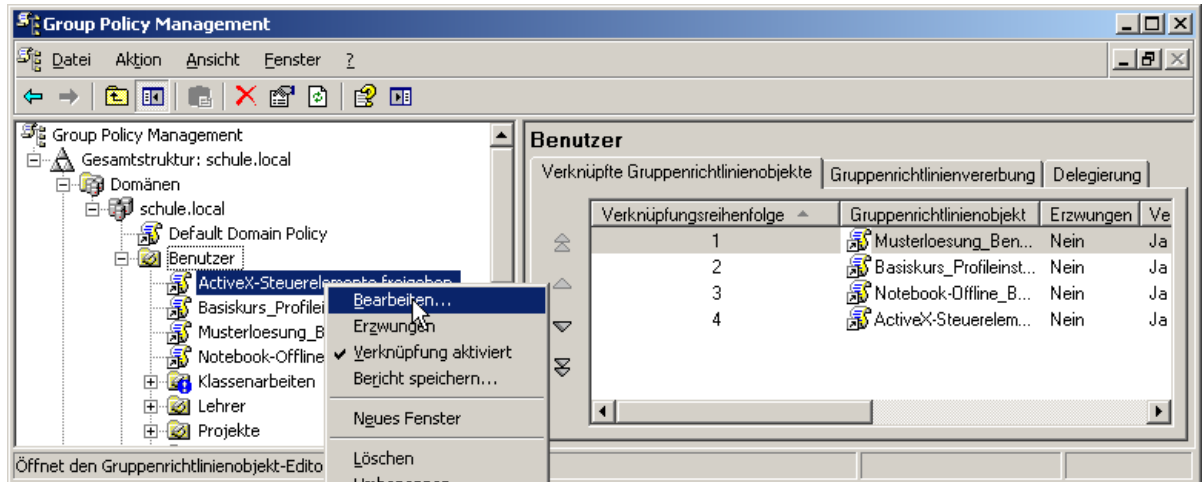 Group Policy Management
Datei Aktion Ansicht Fenster ?
Group Policy Management
Gesamtstruktur: schule.local
Domänen
schule.local
Default Domain Policy
Benutzer
ActiveX-Steuerelemente freigeben
Basiskurs_Profilei
Musterloesung_B
Notebook-Offline
Klassenarbeiten
Lehrer
Projekte
Bearbeiten...
Erzwungen
Verknüpfung aktiviert
Bericht speichern...
Neues Fenster
Löschen
Umbenennen
Benutzer
Verknüpfte Gruppenrichtlinienobjekte Gruppenrichtlinienvererbung Delegierung
Verknüpfungsreihenfolge Gruppenrichtlinienobjekt Erzwungen Ve
1 Musterloesung_Ben... Nein Ja
2 Basiskurs_Profileinst... Nein Ja
3 Notebook-Offline_B... Nein Ja
4 ActiveX-Steuerelem... Nein Ja
Öffnet den Gruppenrichtlinienobjekt-Edito